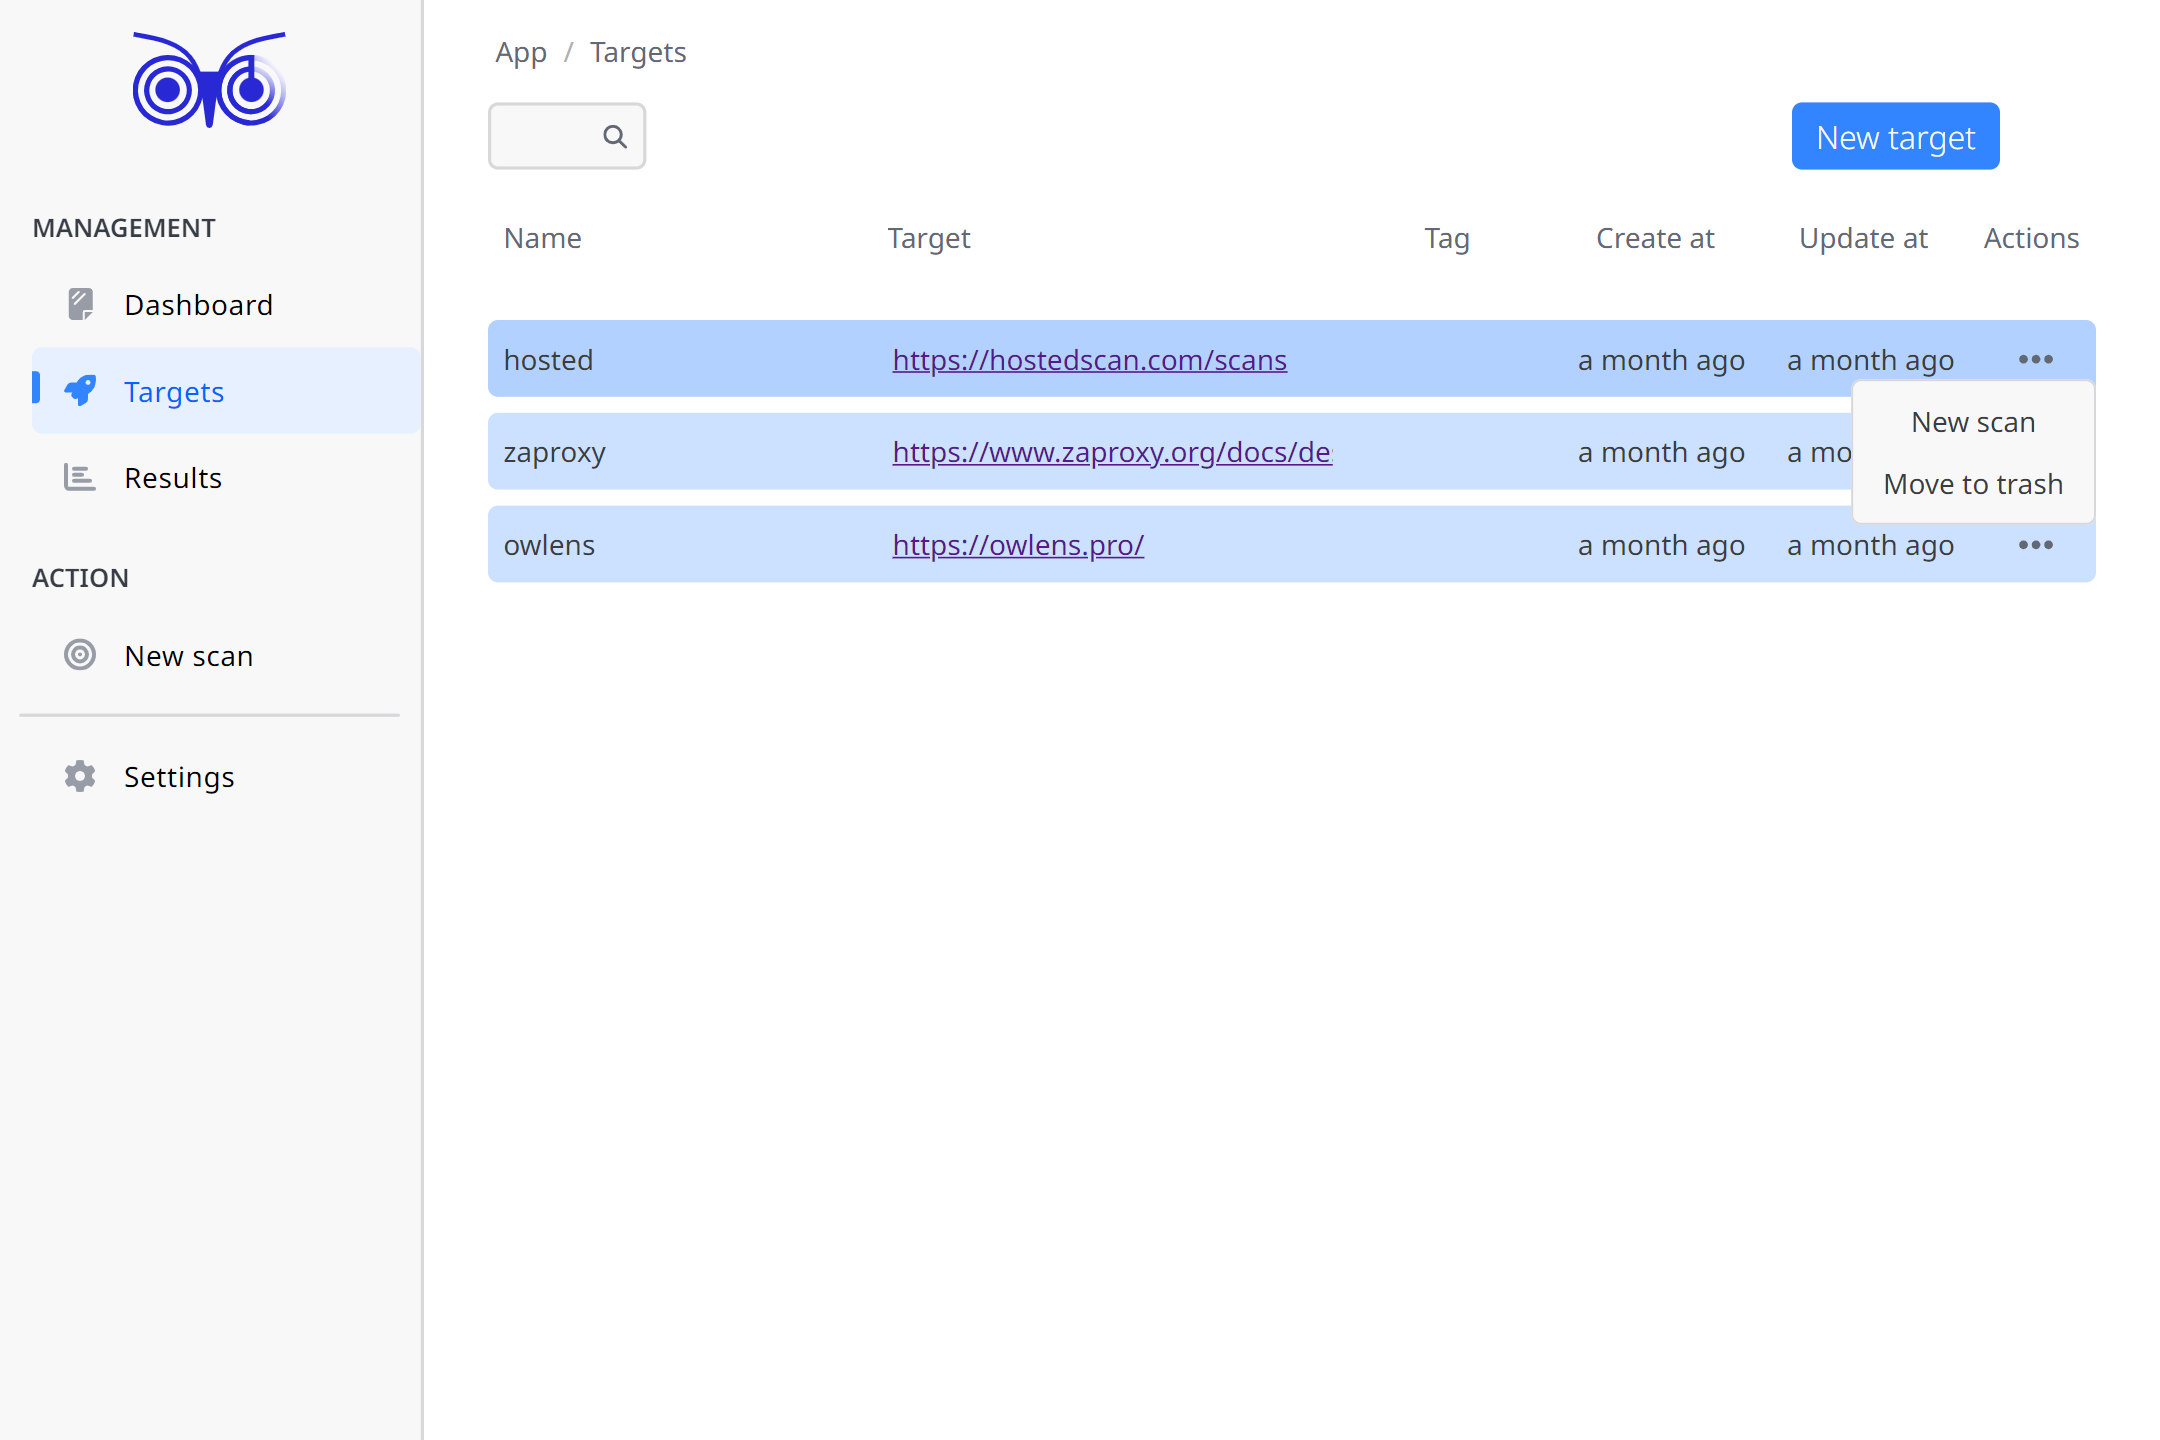 App / Targets
New target
MANAGEMENT
Dashboard
Targets
Results
ACTION
New scan
Settings
Name Target Tag Create at Update at Actions
hosted https://hostedscan.com/scans a month ago a month ago
zaproxy https://www.zaproxy.org/docs/de a month ago a mo
owlens https://owlens.pro/ a month ago a month ago
New scan
Move to trash